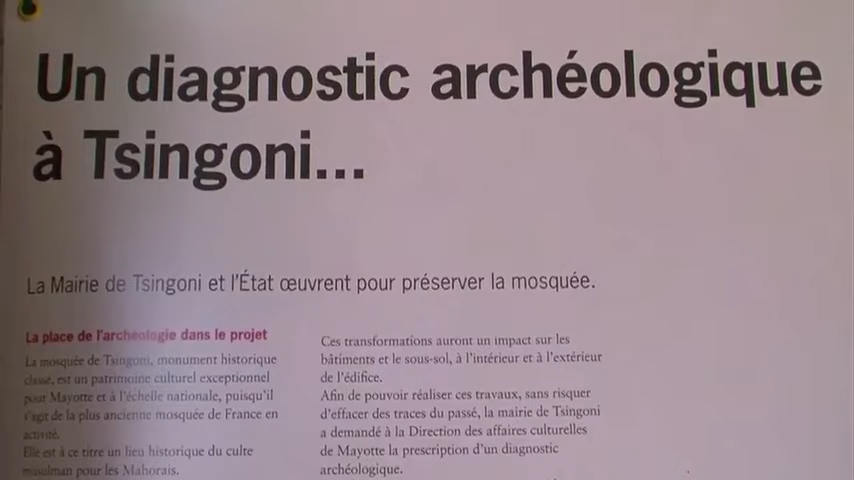 Un diagnostic archéologique
à Tsingoni...
La Mairie de Tsingoni et l'État œuvrent pour préserver la mosquée.
La place de l'archéologie dans le projet
La mosquée de Tsingoni, monument historique
classé, est un patrimoine culturel exceptionnel
pour Mayotte et à l'échelle nationale, puisqu'il
s'agit de la plus ancienne mosquée de France en
activité.
Elle est à ce titre un lieu historique du culte
musulman pour les Mahorais.
Ces transformations auront un impact sur les
bâtiments et le sous-sol, à l'intérieur et à l'extérieur
de l'édifice.
Afin de pouvoir réaliser ces travaux, sans risquer
d'effacer des traces du passé, la mairie de Tsingoni
a demandé à la Direction des affaires culturelles
de Mayotte la prescription d'un diagnostic
archéologique.